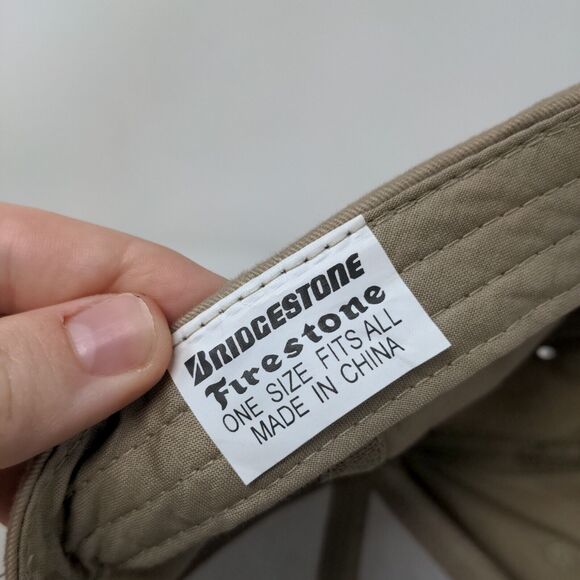 BRIDGESTONE
Firestone
ONE SIZE FITS ALL
MADE IN CHINA